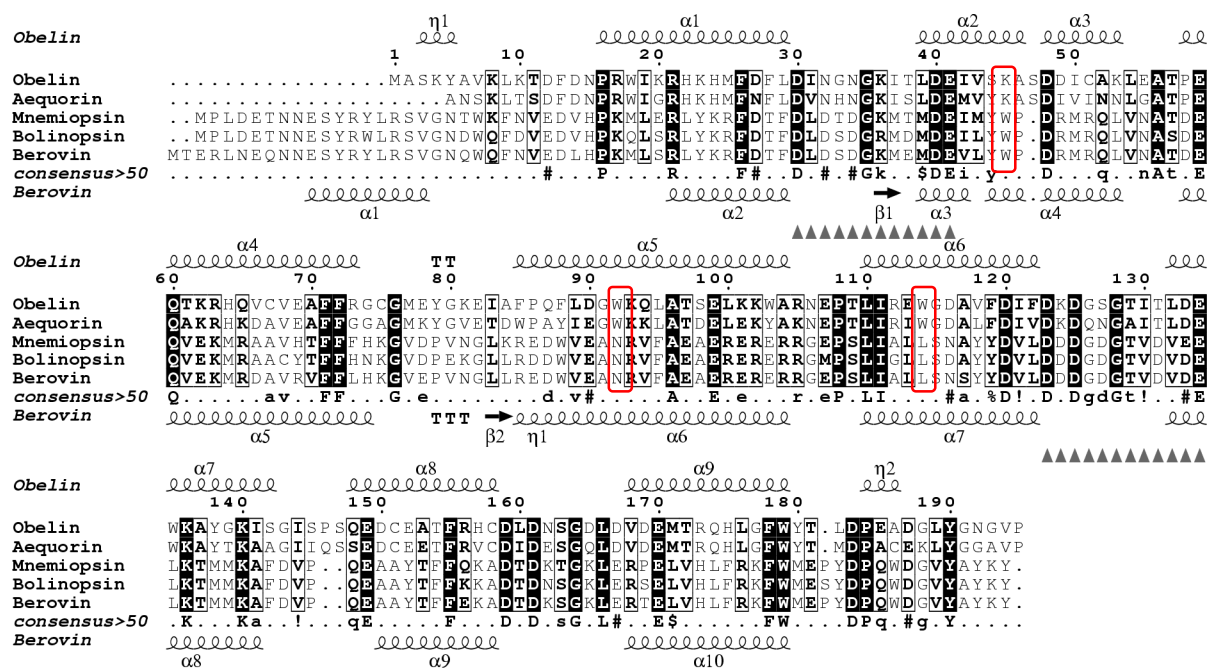 η1 α1 α2 α3
Obelin
1 10 20 30 40 50
Obelin ................MASKYAVKLKTDFDNPRWIKRHKHMFDFLDINGNGKITLDEIVSKASDDICAKLEATPE
Aequorin ....................ANSKLTSDFDNPRWIGRHKHMFNFLDVNHNGKISLDEMVYKASDIVINNLGATPE
Mnemiopsin ..MPLDETNNESYRYLRSVGNTWKFNVEDVHPKMLSRLYKRFDTFDLDTDGKMTMDEIMYWP.DRMRQLVNATDE
Bolinopsin ..MPLDETNNESYRWLRSVGNDWQFDVEDVHPKQLSRLYKRFDTFDLDSDGRMDMDEILYWP.DRMRQLVNASDE
Berovin MTERLNEQNNESYRYLRSVGNQWQFNVEDLHPKMLSRLYKRFDTFDLDSDGKMEMDEVLYWP.DRMRQLVNATDE
consensus>50 ...........................#...P....R....F#..D.#.#Gk..$DEi.y...D...q..nAt.E
Berovin
α1 α2 β1 α3 α4
α4 TT α5 α6
Obelin
60 70 80 90 100 110 120 130
Obelin QTKRHQVCVEAFFRGCGMEYGKEIAFPQFLDGWKQLATSELKKWARNEPTLIREWGDAVFDIFDKDGSGTITLDE
Aequorin QAKRHKDAVEAFFGGAGMKYGVETDWPAYIEGWKKLATDELEKYAKNEPTLIRIWGDALFDIVDKDQNGAITLDE
Mnemiopsin QVEKMRAAVHTFFFHKGVDPVNGLKREDWVEANRVFAEAERERERRGEPSLIALLSNAYYDVLDDDGDGTVDVEE
Bolinopsin QVEKMRAACYTFFHNKGVDPEKGLLREDWVEANRVFAEAERERERRGMPSLIGLLSDAYYDVLDDDGDGTVDVEE
Berovin QVEKMRDAVRVFFLHKGVEPVNGLLREDWVEANRVFAEAERERERRGEPSLIALLSNSYYDVLDDDGDGTVDVDE
consensus>50 Q......av..FF.G.e..........d.v#.....A.E.e....r.eP.LI....#a.%D!.D.DgdGt!..#E
Berovin TTT
α5 β2 η1 α6 α7
α7 α8 α9 η2
Obelin
140 150 160 170 180 190
Obelin WKAYGKISGISPSQEDCEATFRHCDLDNSGDLDVDEMTRQHLGFWYT.LDPEADGLYGNGVP
Aequorin WKAYTKAAGIIQSSEDCEETFRVCDIDESGQLDVDEMTRQHLGFWYT.MDPACEKLYGGAVP
Mnemiopsin LKTMMKAFDVP..QEAAYTFFQKADTDKTGKLERPELVHLFRKFWMEPYDPQWDGVYAYKY.
Bolinopsin LKTMMKAFDVP..QEAAYTFFKKADTDNSGKLERSELVHLFRKFWMESYDPQWDGVYAYKY.
Berovin LKTMMKAFDVP..QEAAYTFFEKADTDKSGKLERTELVHLFRKFWMEPYDPQWDGVYAYKY.
consensus>50 .K...Ka.!....qE.....F...D.D.sG.L#..E$......FW....DPq.#g.Y.....
Berovin
α8 α9 α10